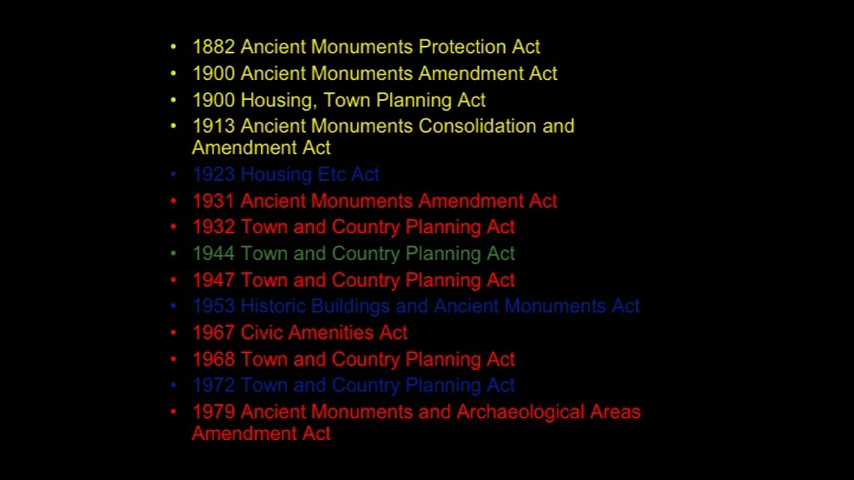 • 1882 Ancient Monuments Protection Act
• 1900 Ancient Monuments Amendment Act
• 1900 Housing, Town Planning Act
• 1913 Ancient Monuments Consolidation and
Amendment Act
• 1923 Housing Etc Act
• 1931 Ancient Monuments Amendment Act
• 1932 Town and Country Planning Act
• 1944 Town and Country Planning Act
• 1947 Town and Country Planning Act
• 1953 Historic Buildings and Ancient Monuments Act
• 1967 Civic Amenities Act
• 1968 Town and Country Planning Act
• 1972 Town and Country Planning Act
• 1979 Ancient Monuments and Archaeological Areas
Amendment Act